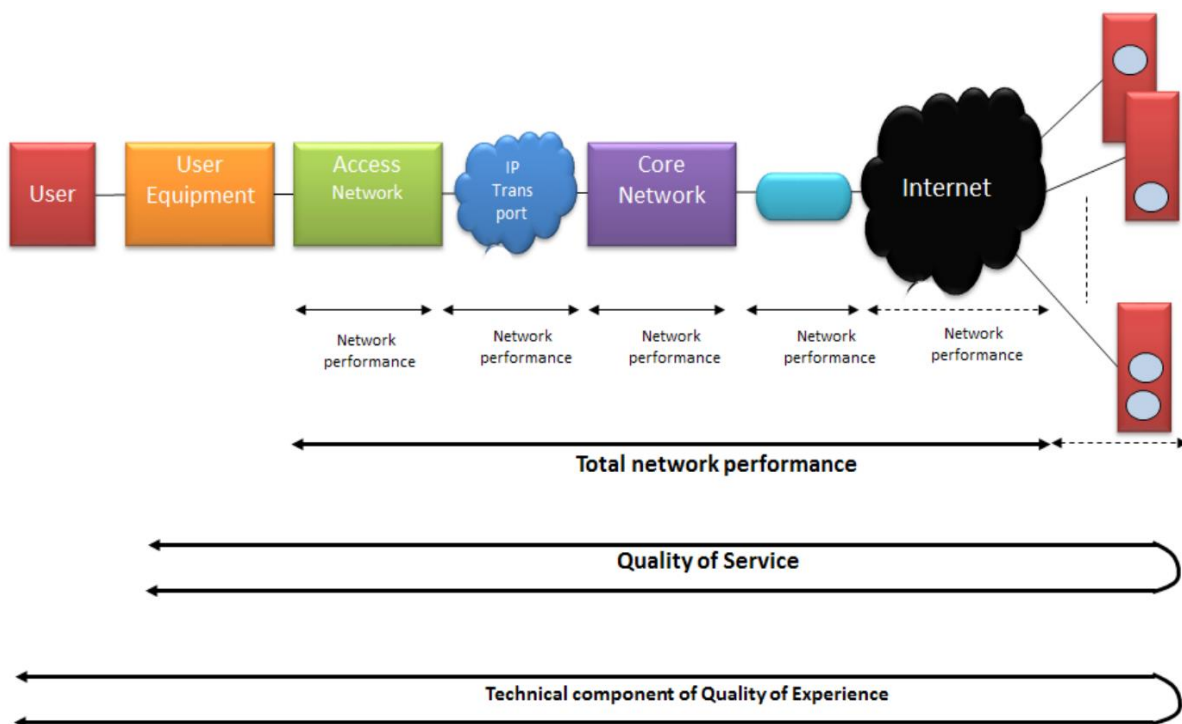 User
User
Equipment
Access
Network
IP
Trans
port
Core
Network
Internet
Network
performance
Network
performance
Network
performance
Network
performance
Network
performance
Total network performance
Quality of Service
Technical component of Quality of Experience